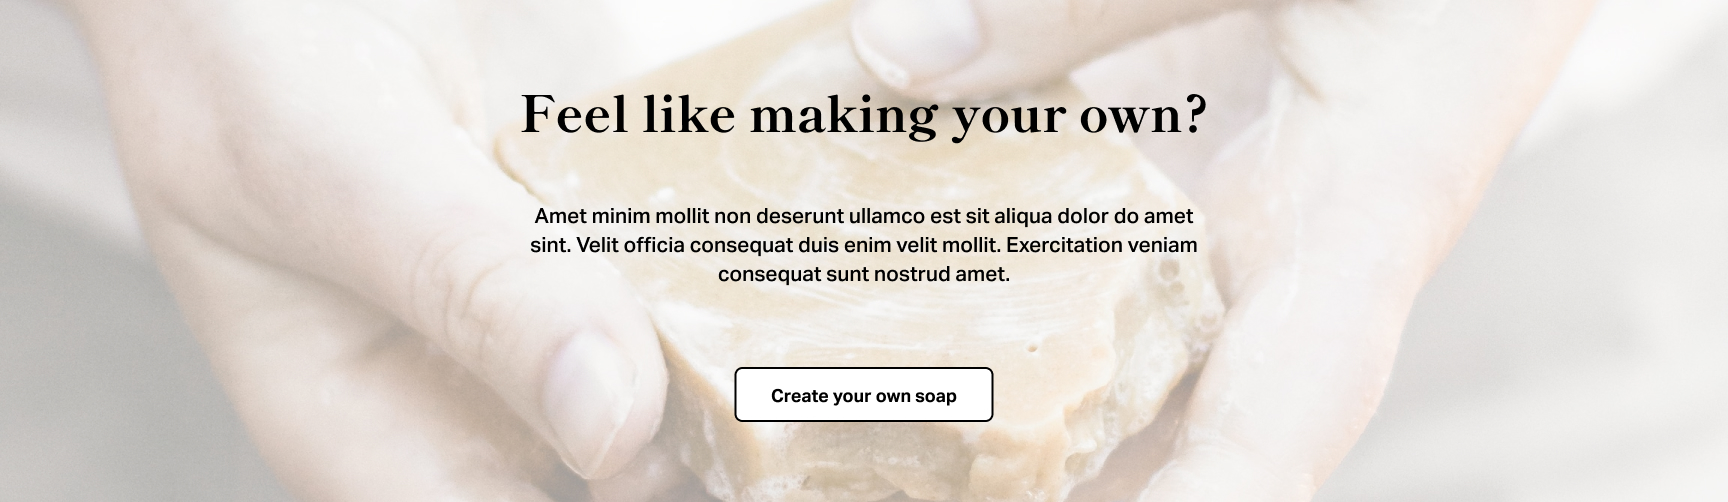 Feel like making your own?
Amet minim mollit non deserunt ullamco est sit aliqua dolor do amet
sint. Velit officia consequat duis enim velit mollit. Exercitation veniam
consequat sunt nostrud amet.
Create your own soap